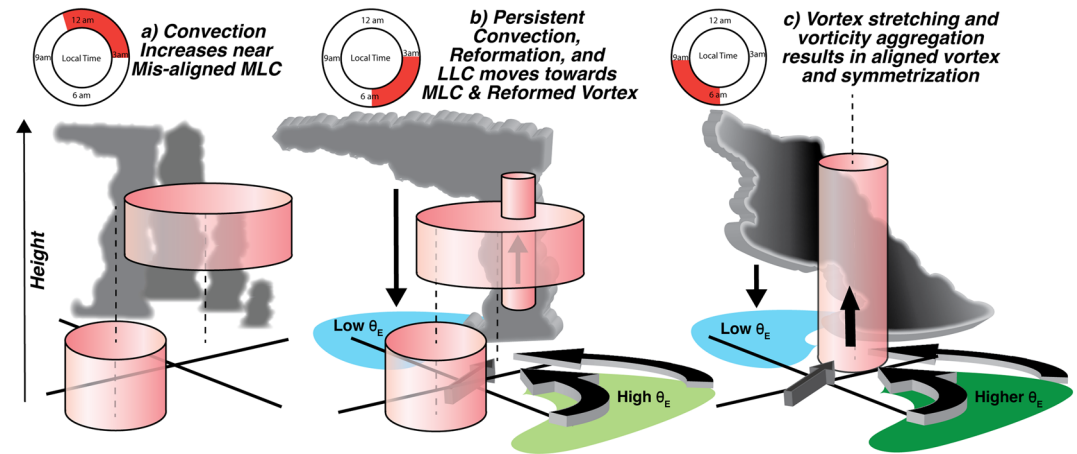 a) Convection
Increases near
Mis-aligned MLC
12 am
3am
6 am
9am
Local Time
b) Persistent
Convection,
Reformation, and
LLC moves towards
MLC & Reformed Vortex
12 am
3am
6 am
9am
Local Time
c) Vortex stretching and
vorticity aggregation
results in aligned vortex
and symmetrization
12 am
3am
6 am
9am
Local Time
Height
Low θE
High θE
Low θE
Higher θE